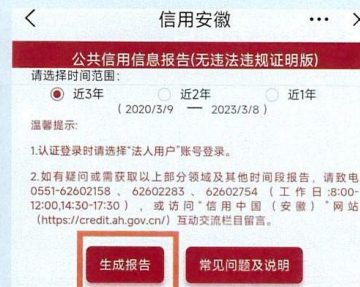 信用安徽
公共信用信息报告(无违法违规证明版)
请选择时间范围:
近3年 近2年 近1年
( 2020/3/9 — 2023/3/8 )
温馨提示:
1.认证登录时请选择“法人用户”账号登录。
2.如有疑问或需获取以上部分领域及其他时间段报告，请致电
0551-62602158 、 62602283 、 62602754 （ 工 作 日 :8:00-
12:00,14:30-17:30 ） ， 或 访 问 “ 信 用 中 国 （ 安 徽 ） ” 网 站
（https://credit.ah.gov.cn/）互动交流栏目留言。
生成报告 常见问题及说明